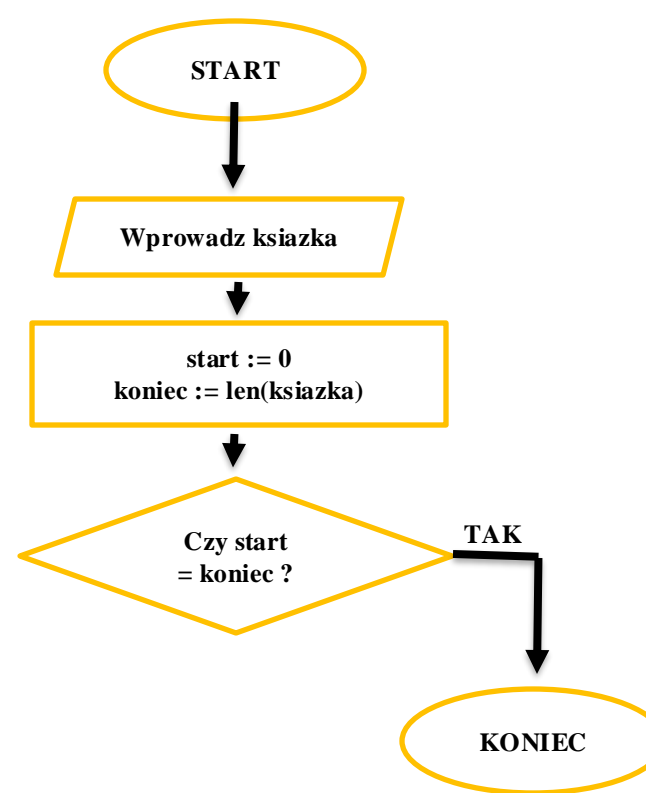 START
Wprowadz ksiazka
start := 0
koniec := len(ksiazka)
Czy start
= koniec ?
TAK
KONIEC